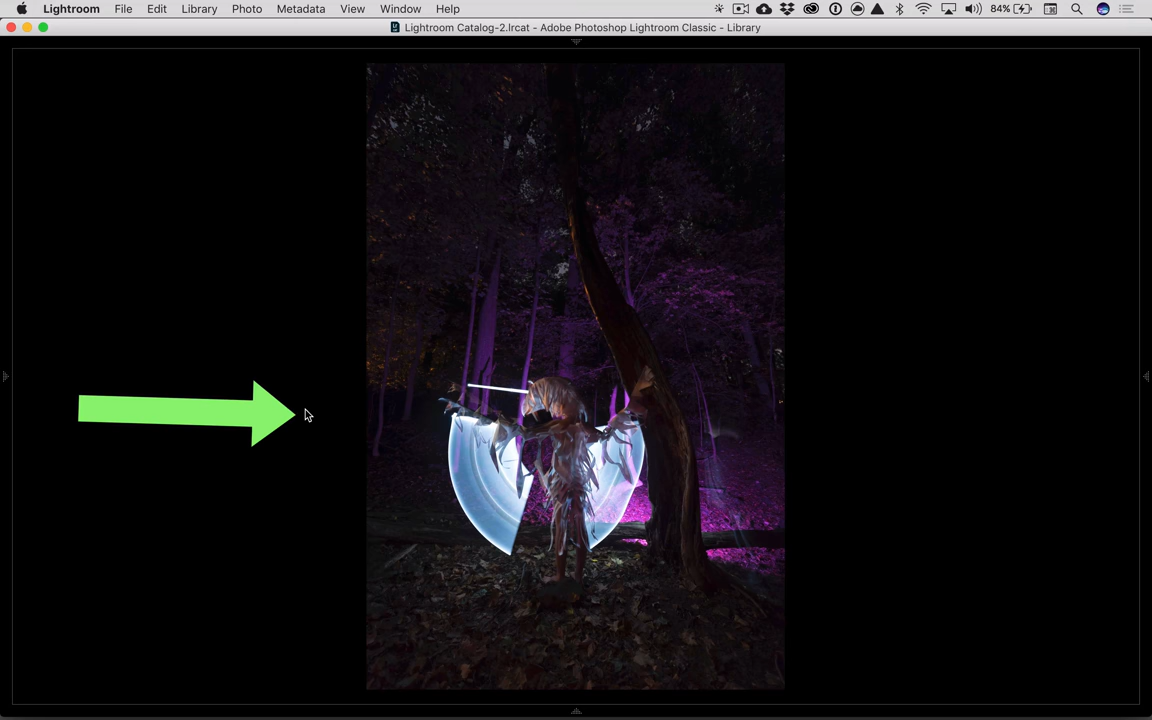 Lightroom File Edit Library Photo Metadata View Window Help 84%
Lightroom Catalog-2.lrcat - Adobe Photoshop Lightroom Classic - Library